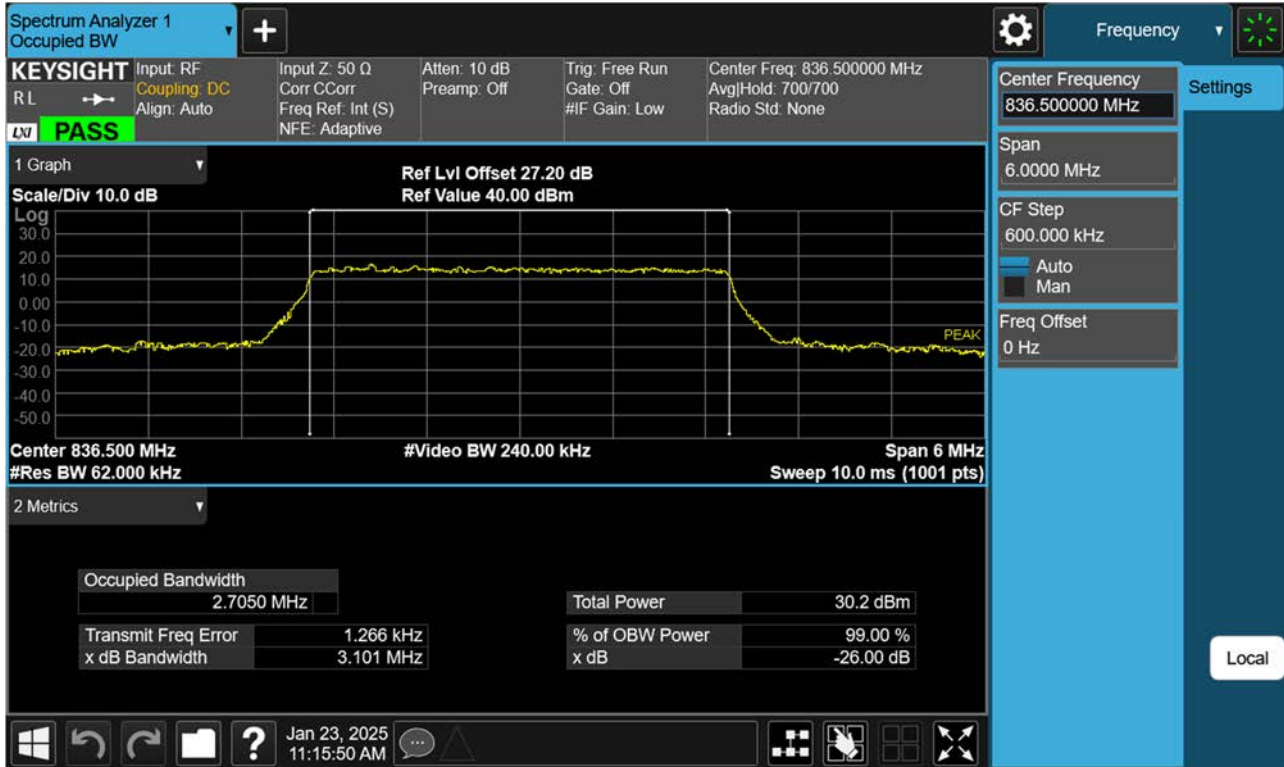 Spectrum Analyzer 1
Occupied BW
Frequency
KEYSIGHT
R L
LXI
PASS
Input: RF
Coupling: DC
Align: Auto
Input Z: 50 Ω
Corr CCorr
Freq Ref: Int (S)
NFE: Adaptive
Atten: 10 dB
Preamp: Off
Trig: Free Run
Gate: Off
#IF Gain: Low
Center Freq: 836.500000 MHz
Avg|Hold: 700/700
Radio Std: None
Center Frequency
836.500000 MHz
Settings
Span
6.0000 MHz
CF Step
600.000 kHz
Auto
Man
Freq Offset
0 Hz
Local
1 Graph
Scale/Div 10.0 dB
Ref Lvl Offset 27.20 dB
Ref Value 40.00 dBm
Log
30.0
20.0
10.0
0.00
-10.0
-20.0
-30.0
-40.0
-50.0
PEAK
Center 836.500 MHz
#Video BW 240.00 kHz
Span 6 MHz
#Res BW 62.000 kHz
Sweep 10.0 ms (1001 pts)
2 Metrics
Occupied Bandwidth
2.7050 MHz
Total Power 30.2 dBm
Transmit Freq Error 1.266 kHz
% of OBW Power 99.00 %
x dB Bandwidth 3.101 MHz
x dB -26.00 dB
?
Jan 23, 2025
11:15:50 AM